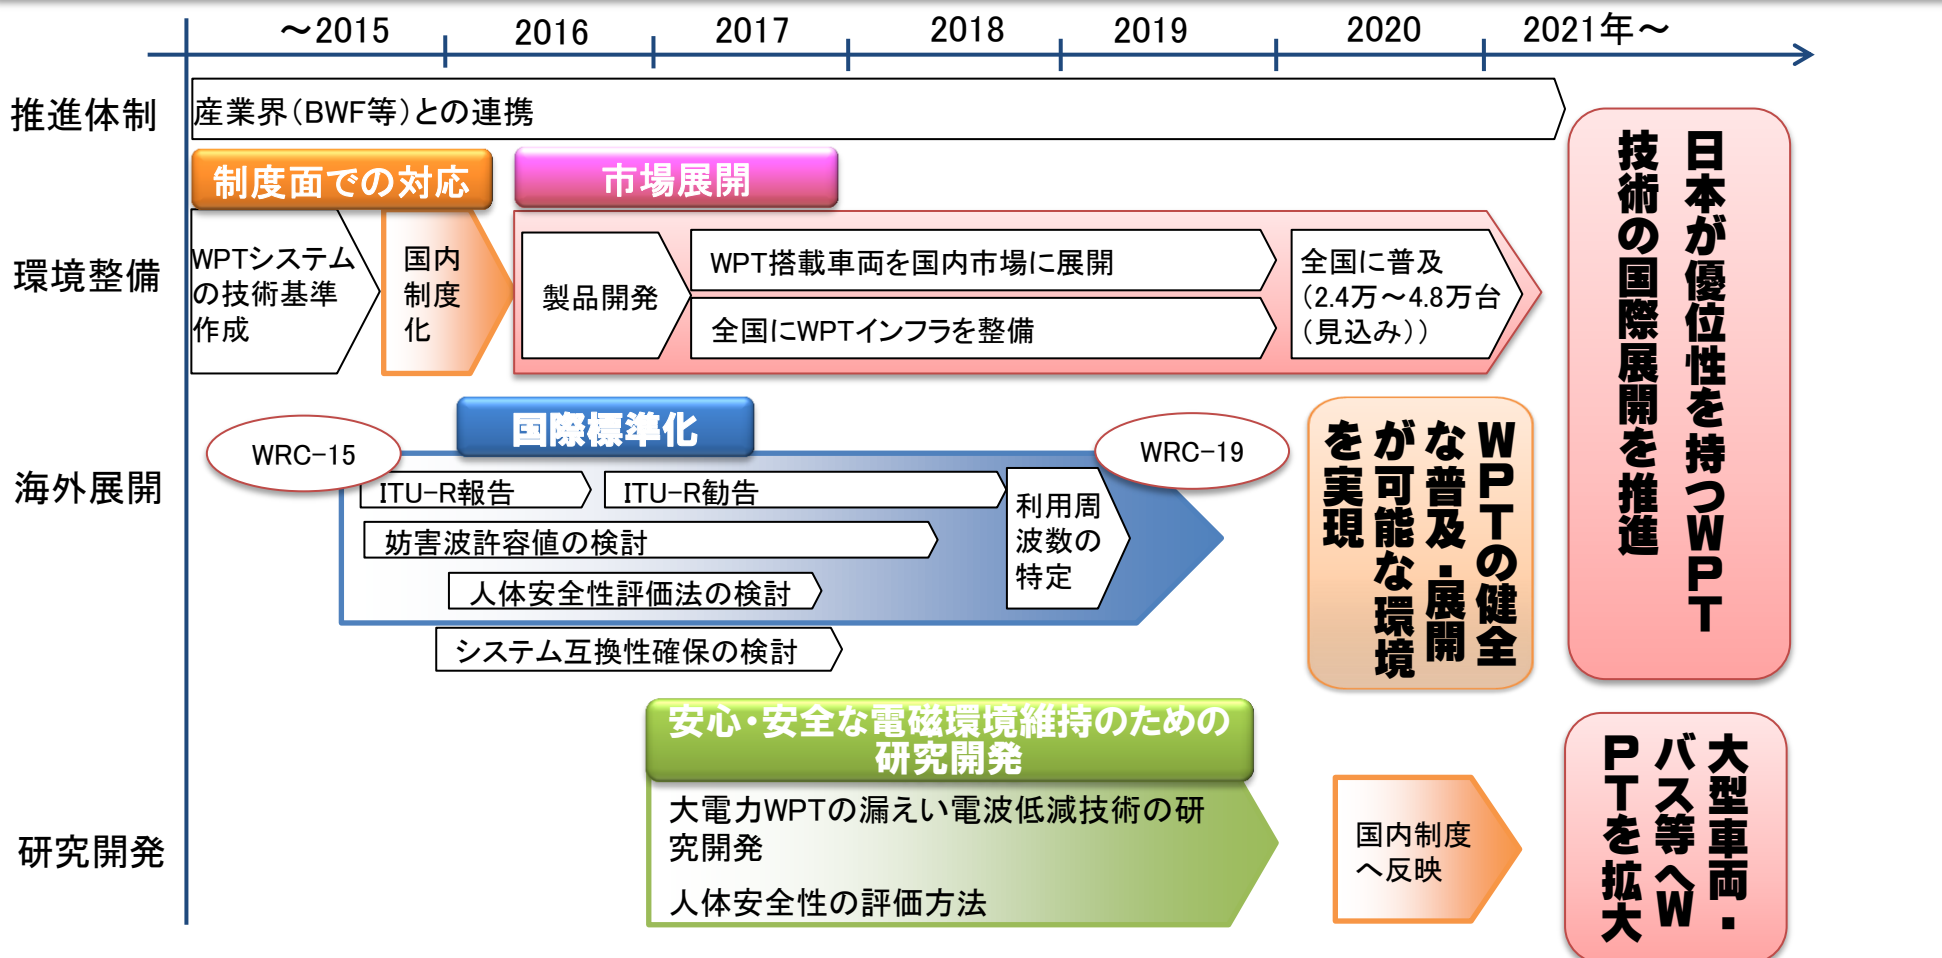 ～2015
2016
2017
2018
2019
2020
2021年～
推進体制
産業界(BWF等)との連携
制度面での対応
市場展開
環境整備
WPTシステム
の技術基準
作成
国内
制度
化
製品開発
WPT搭載車両を国内市場に展開
全国にWPTインフラを整備
全国に普及
(2.4万～4.8万台
(見込み))
海外展開
WRC-15
国際標準化
WRC-19
ITU-R報告
ITU-R勧告
利用周
波数の
特定
妨害波許容値の検討
人体安全性評価法の検討
システム互換性確保の検討
WPTの健全
な普及・展開
が可能な環境
を実現
日本が優位性を持つWPT
技術の国際展開を推進
研究開発
安心・安全な電磁環境維持のための
研究開発
大電力WPTの漏えい電波低減技術の研
究開発
人体安全性の評価方法
国内制度
へ反映
大型車両・
バス等へW
PTを拡大